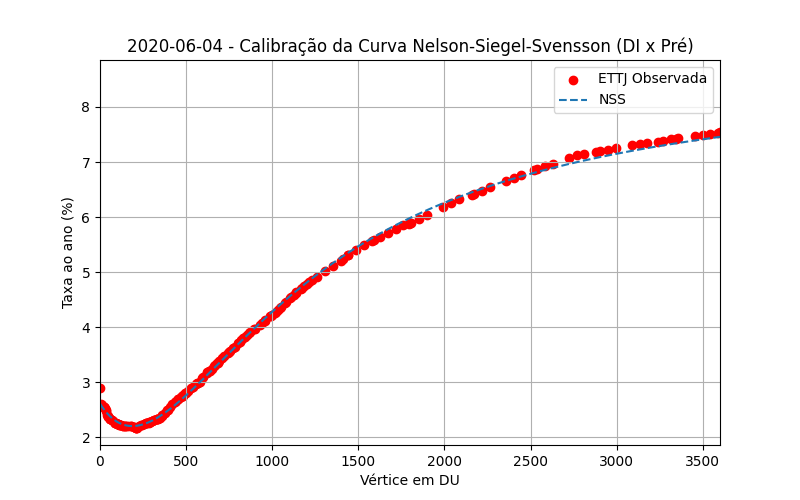 2020-06-04 - Calibração da Curva Nelson-Siegel-Svensson (DI x Pré)
ETTJ Observada
NSS
Taxa ao ano (%)
8
7
6
5
4
3
2
0 500 1000 1500 2000 2500 3000 3500
Vértice em DU